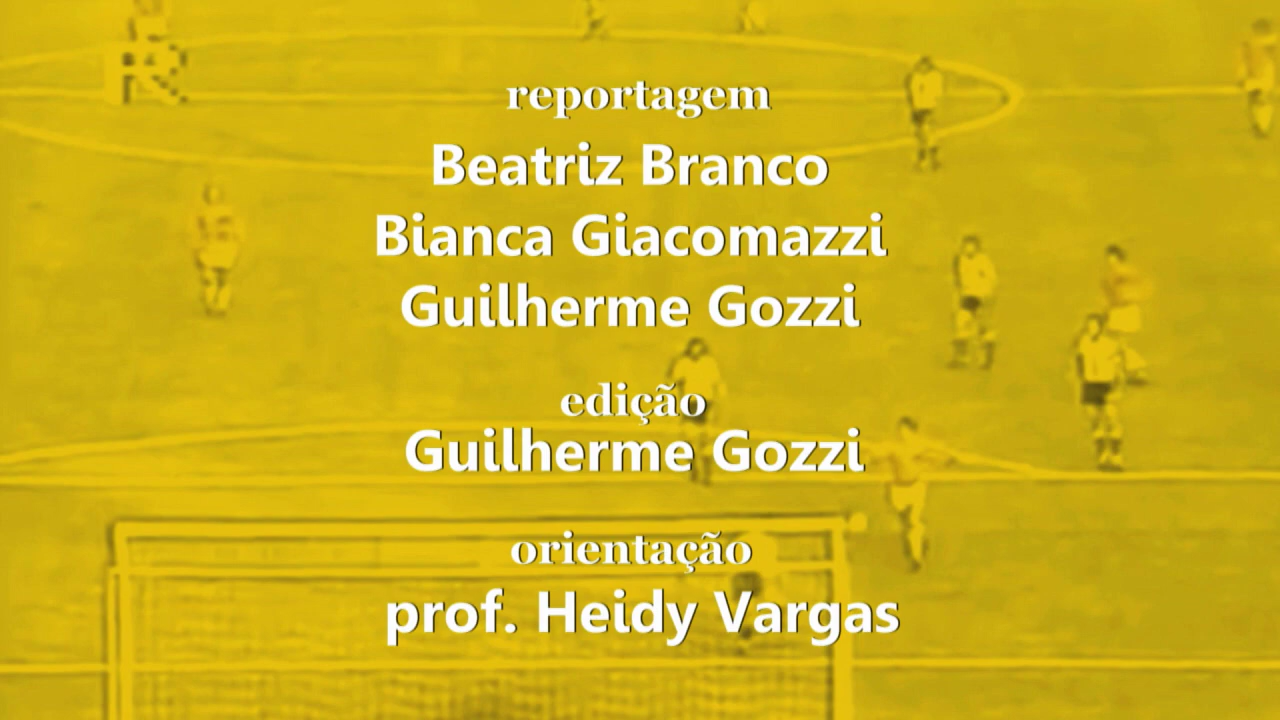 reportagem
Beatriz Branco
Bianca Giacomazzi
Guilherme Gozzi
edição
Guilherme Gozzi
orientação
prof. Heidy Vargas